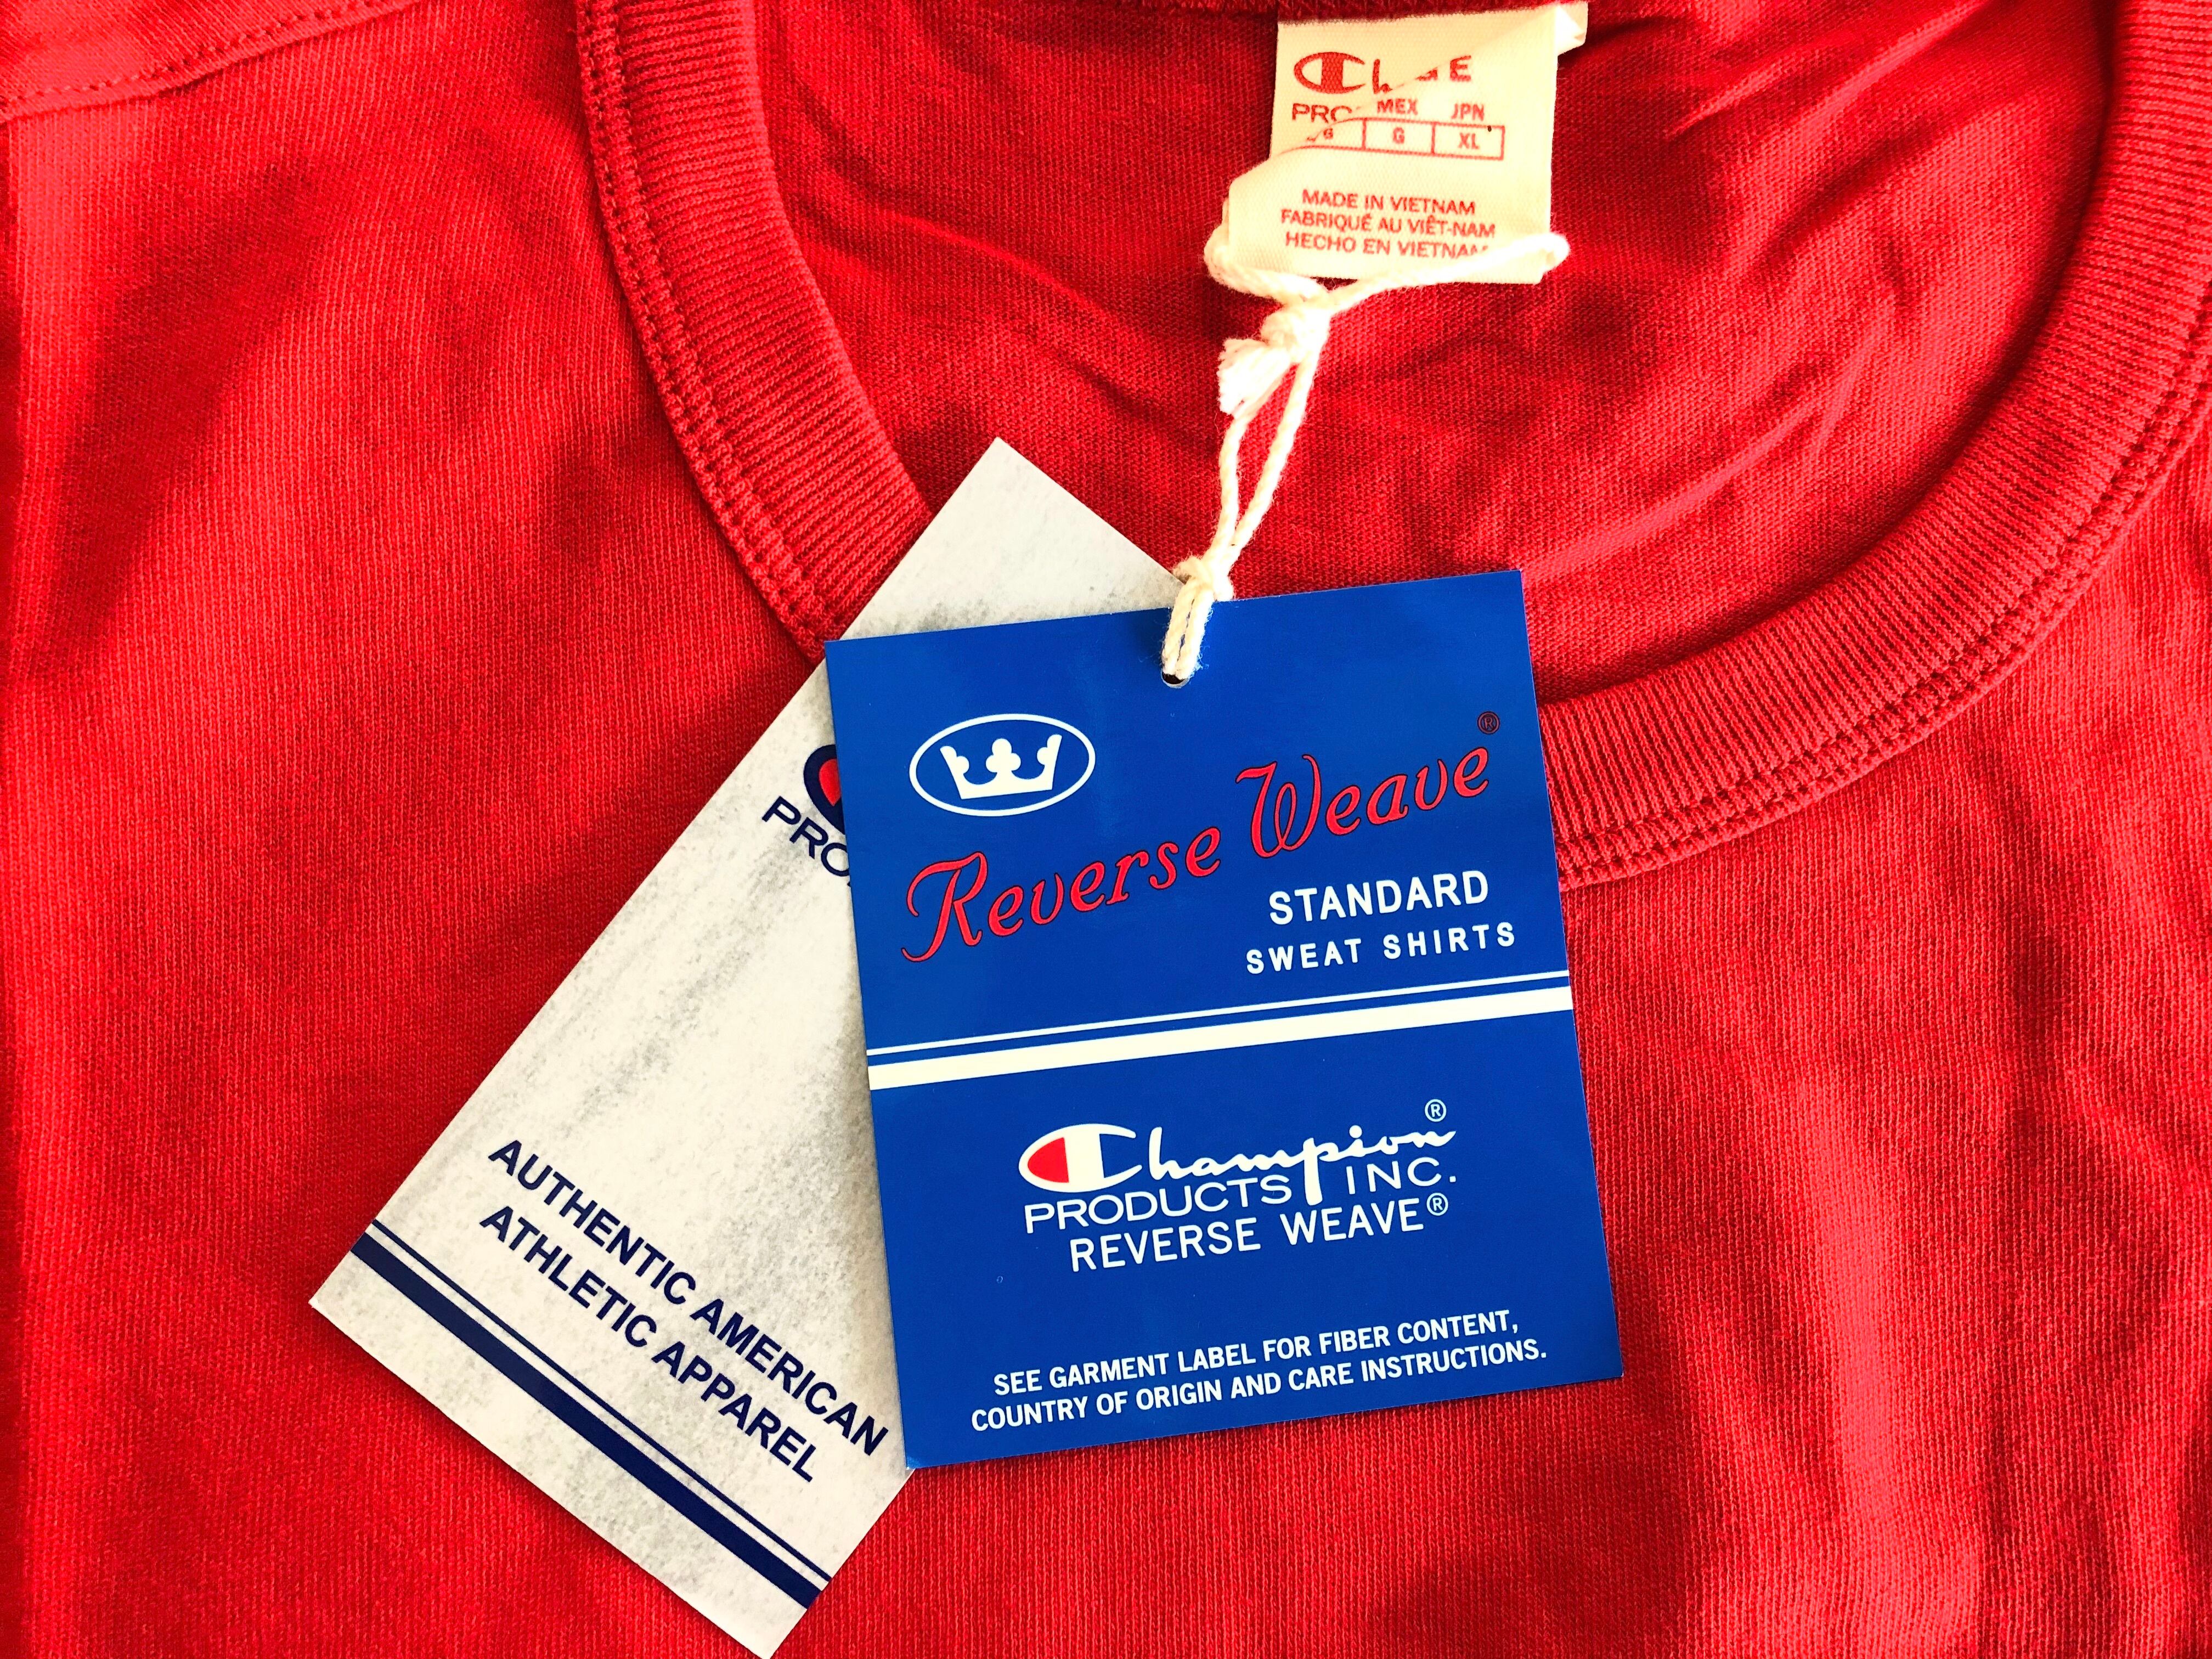 MEX JPN
G G XL
MADE IN VIETNAM
FABRIQUÉ AU VIÊT-NAM
HECHO EN VIETNAM
Reverse Weave®
STANDARD
SWEAT SHIRTS
Champion®
PRODUCTS INC.
REVERSE WEAVE®
SEE GARMENT LABEL FOR FIBER CONTENT,
COUNTRY OF ORIGIN AND CARE INSTRUCTIONS.
AUTHENTIC AMERICAN
ATHLETIC APPAREL